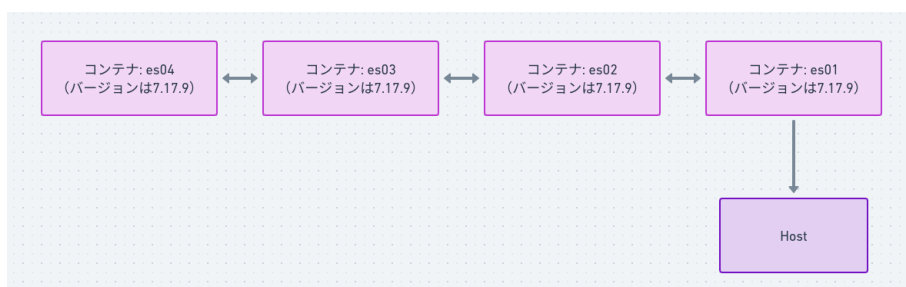 コンテナ: es04
（バージョンは7.17.9）
コンテナ: es03
（バージョンは7.17.9）
コンテナ: es02
（バージョンは7.17.9）
コンテナ: es01
（バージョンは7.17.9）
Host